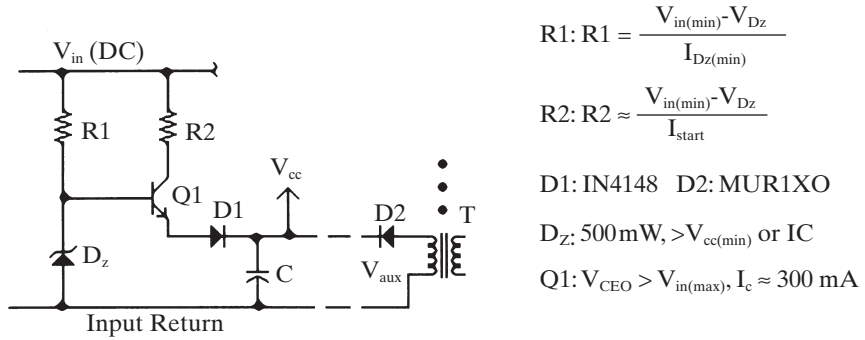 V_in (DC)
R1
R2
Q1
V_cc
D1
D2
T
D_z
C
V_aux
Input Return
R1: R1 = V_in(min)-V_Dz / I_Dz(min)
R2: R2 ≈ V_in(min)-V_Dz / I_start
D1: IN4148 D2: MUR1XO
D_Z: 500 mW, >V_cc(min) or IC
Q1: V_CEO > V_in(max), I_c ≈ 300 mA